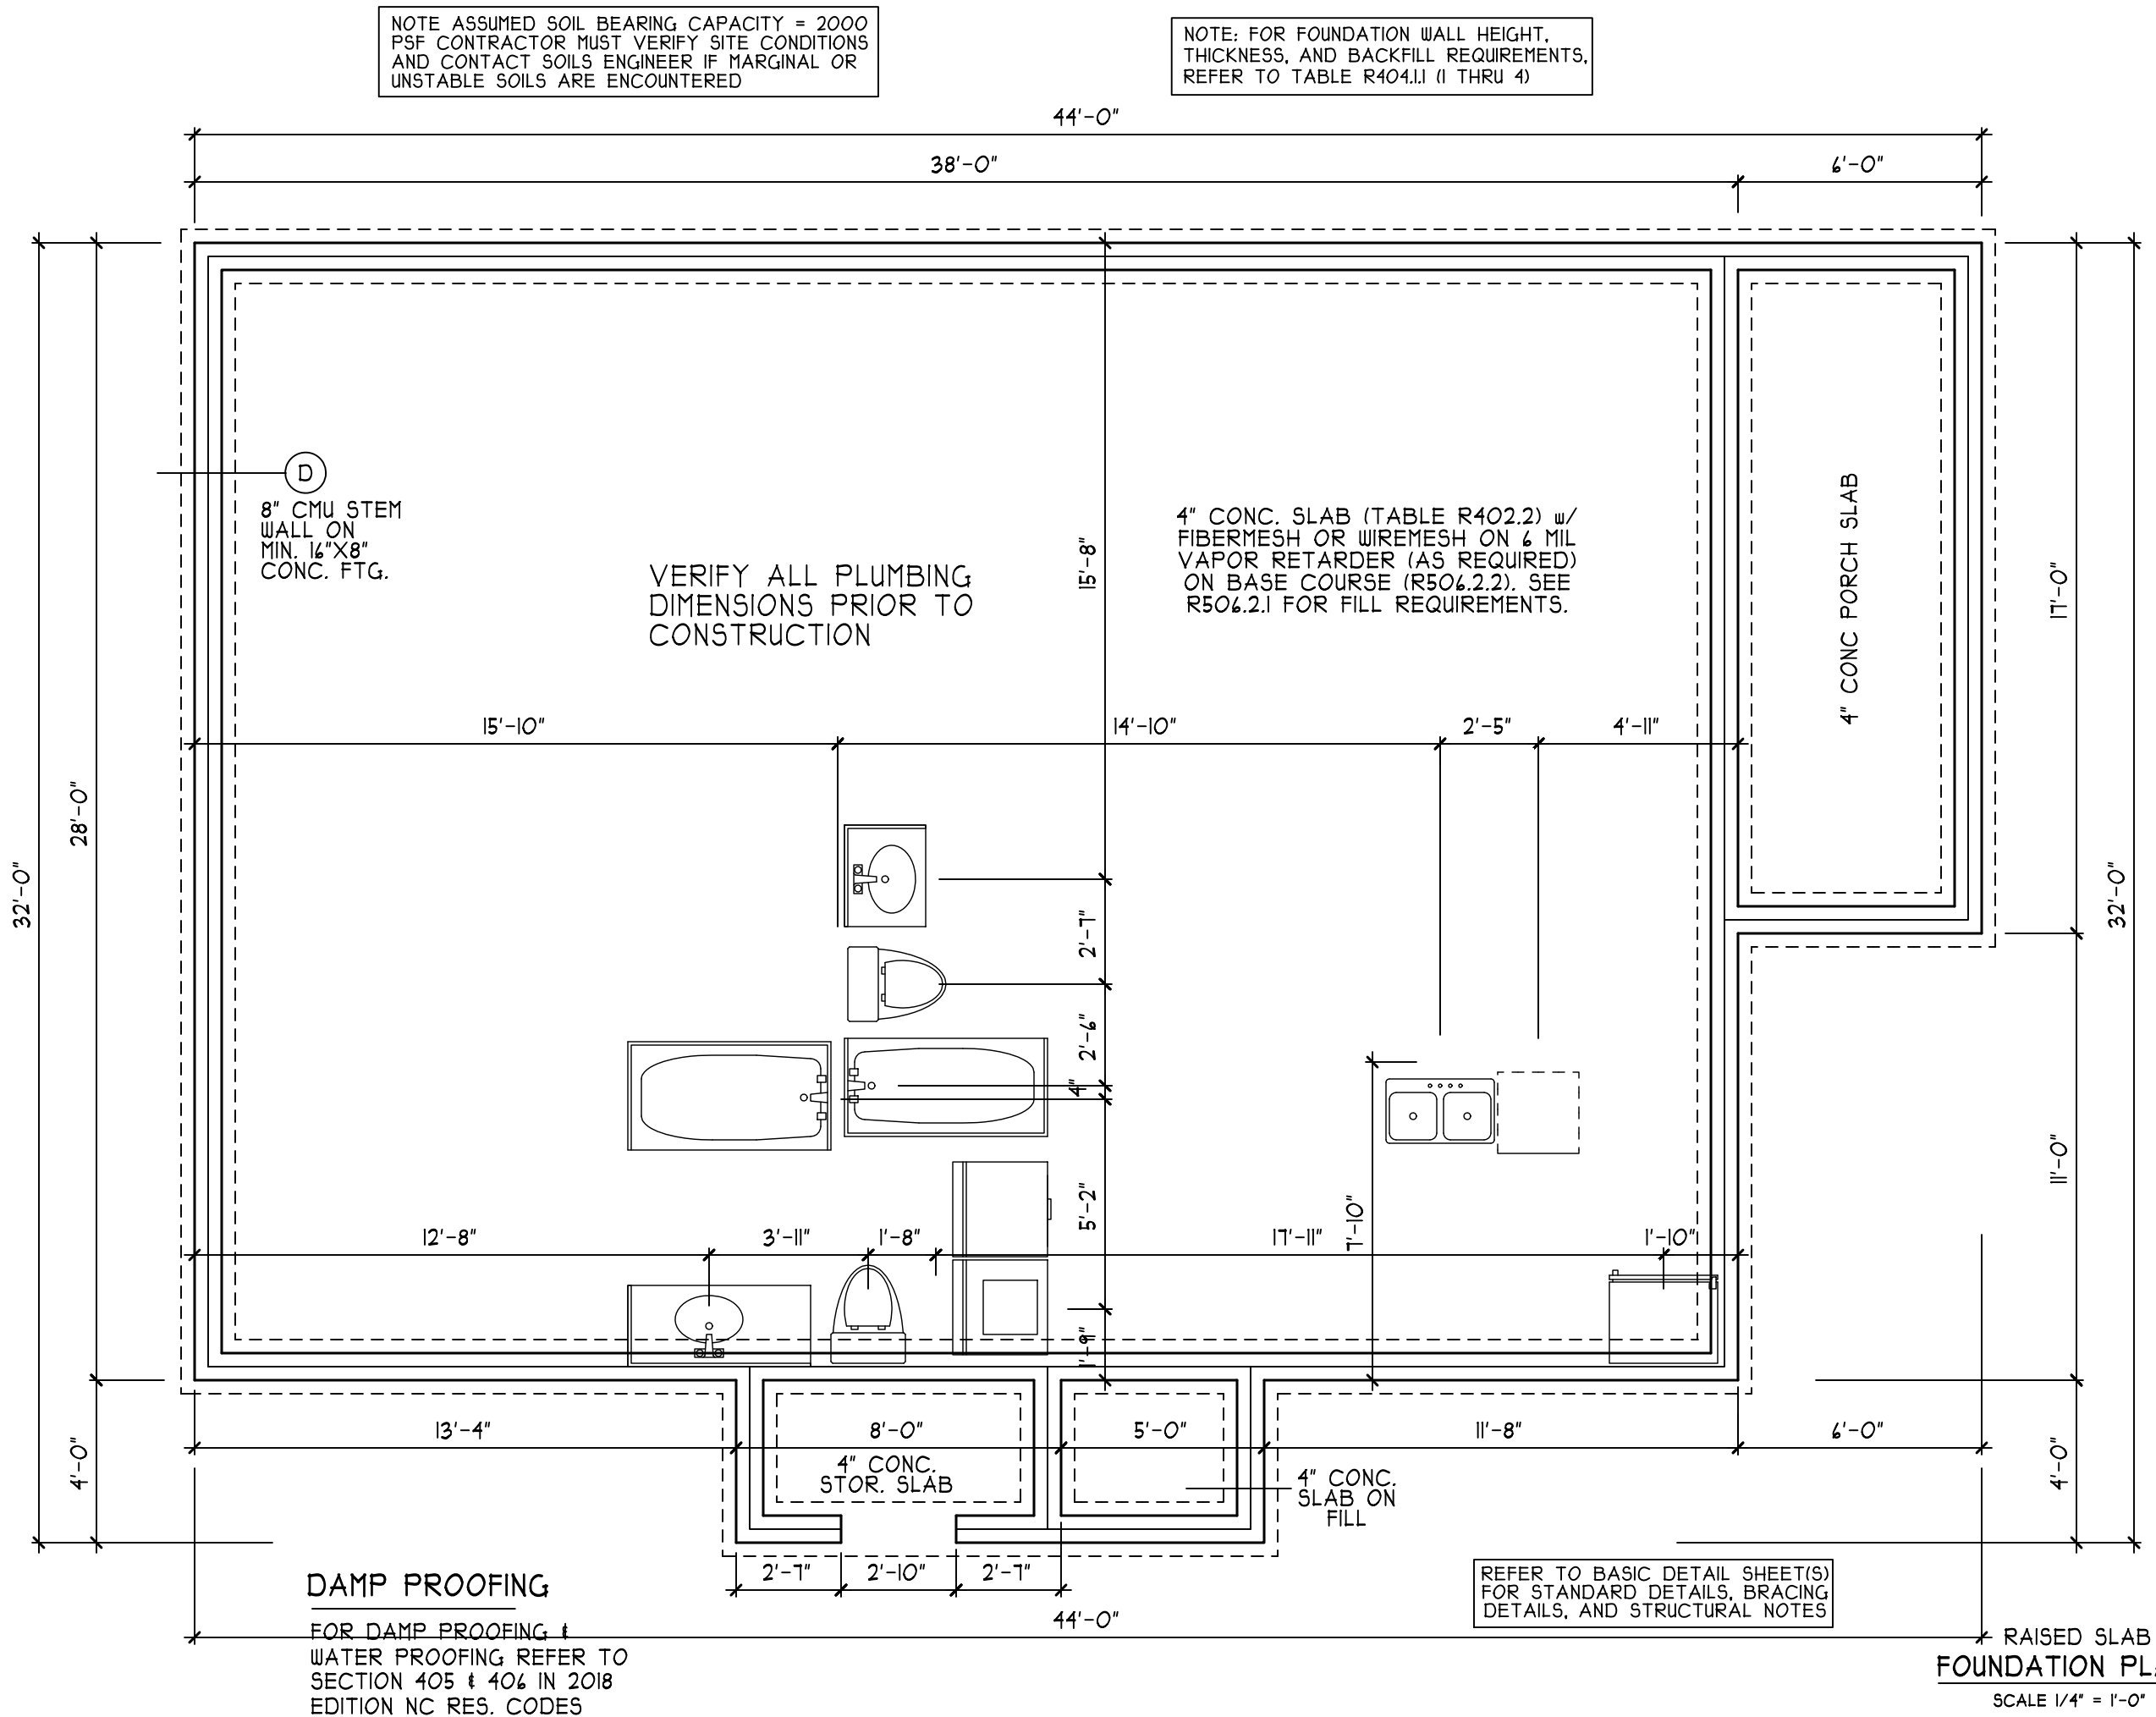 NOTE ASSUMED SOIL BEARING CAPACITY = 2000
PSF CONTRACTOR MUST VERIFY SITE CONDITIONS
AND CONTACT SOILS ENGINEER IF MARGINAL OR
UNSTABLE SOILS ARE ENCOUNTERED
NOTE: FOR FOUNDATION WALL HEIGHT,
THICKNESS, AND BACKFILL REQUIREMENTS,
REFER TO TABLE R404.1.1 (1 THRU 4)
44'-0"
38'-0"
6'-0"
32'-0"
28'-0"
4'-0"
D
8" CMU STEM
WALL ON
MIN. 16"X8"
CONC. FTG.
VERIFY ALL PLUMBING
DIMENSIONS PRIOR TO
CONSTRUCTION
15'-8"
4" CONC. SLAB (TABLE R402.2) w/
FIBERMESH OR WIREMESH ON 6 MIL
VAPOR RETARDER (AS REQUIRED)
ON BASE COURSE (R506.2.2). SEE
R506.2.1 FOR FILL REQUIREMENTS.
4" CONC PORCH SLAB
17'-0"
32'-0"
11'-0"
4'-0"
15'-10"
14'-10"
2'-5"
4'-11"
2'-7"
2'-6"
4"
5'-2"
1'-9"
7'-10"
12'-8"
3'-11"
1'-8"
17'-11"
1'-10"
13'-4"
8'-0"
5'-0"
11'-8"
6'-0"
4" CONC.
STOR. SLAB
4" CONC.
SLAB ON
FILL
2'-7"
2'-10"
2'-7"
44'-0"
DAMP PROOFING
FOR DAMP PROOFING &
WATER PROOFING REFER TO
SECTION 405 & 406 IN 2018
EDITION NC RES. CODES
REFER TO BASIC DETAIL SHEET(S)
FOR STANDARD DETAILS, BRACING
DETAILS, AND STRUCTURAL NOTES
RAISED SLAB
FOUNDATION
SCALE 1/4" = 1'-0"